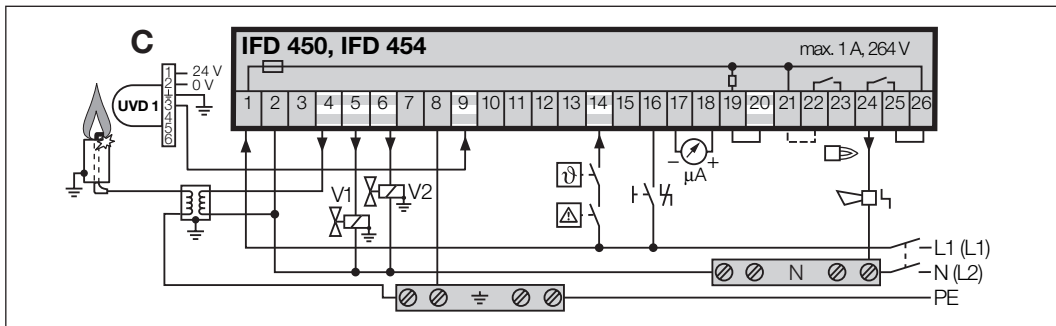 C
IFD 450, IFD 454
max. 1 A, 264 V
1 2 3 4 5 6
24 V
0 V
UVD 1
1 2 3 4 5 6 7 8 9 10 11 12 13 14 15 16 17 18 19 20 21 22 23 24 25 26
− +
µA
ϑ
V1
V2
L1 (L1)
N
N (L2)
PE